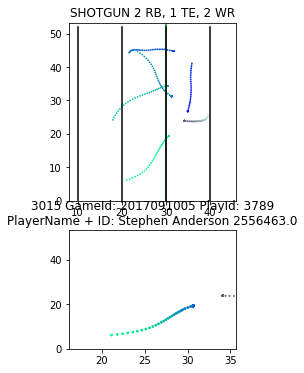 SHOTGUN 2 RB, 1 TE, 2 WR
50
40
30
20
10
0
10 20 30 40
3015 GameId: 2017091005 PlayId: 3789
PlayerName + ID: Stephen Anderson 2556463.0
40
20
0
20 25 30 35